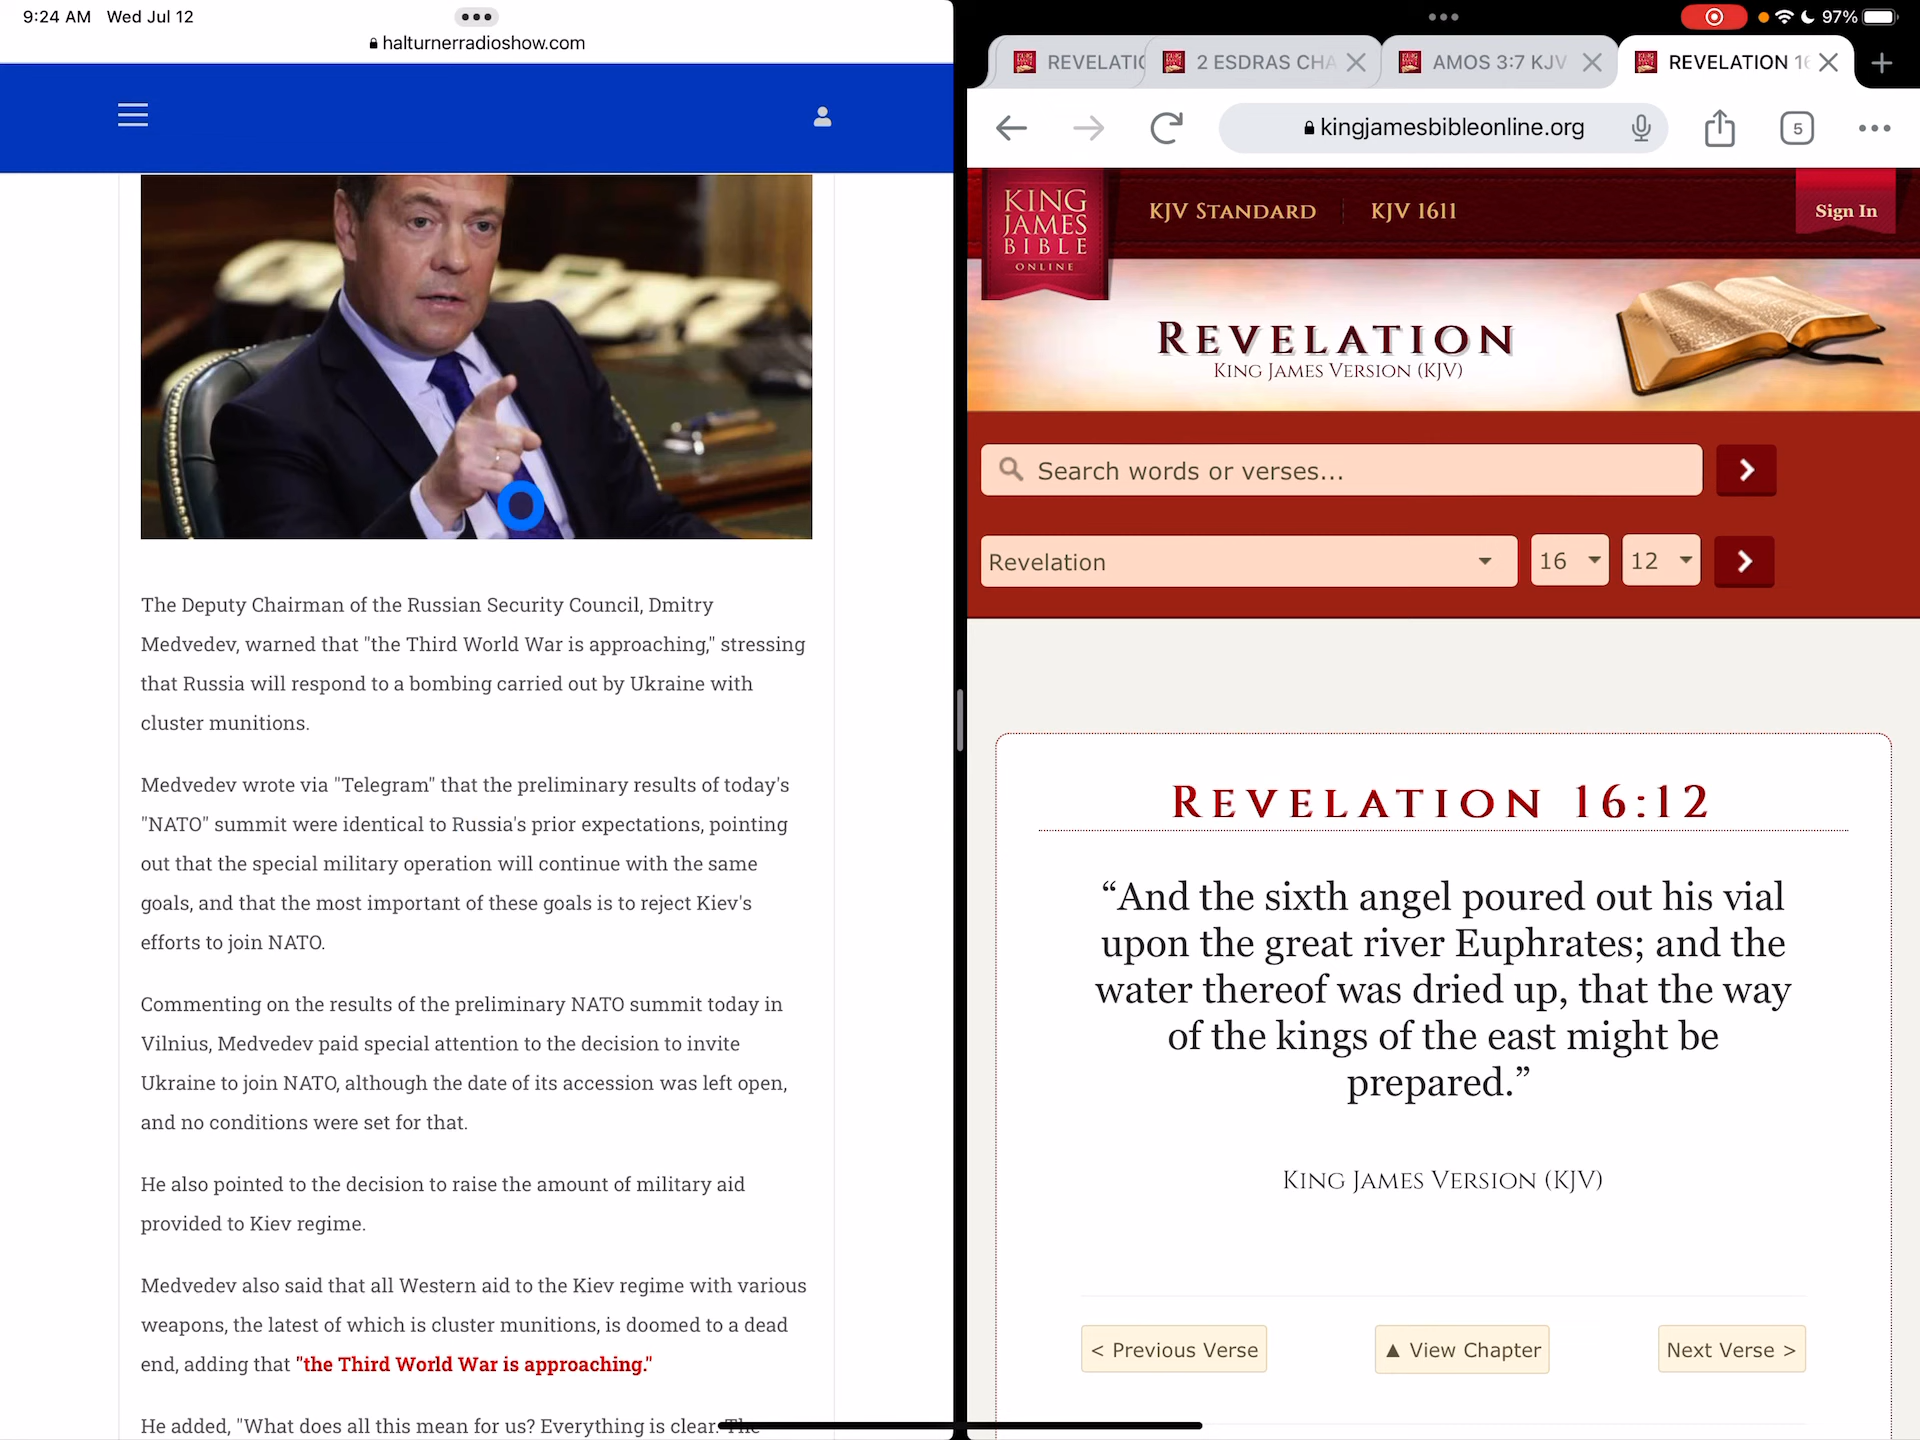 9:24 AM Wed Jul 12
halturnerradioshow.com
The Deputy Chairman of the Russian Security Council, Dmitry
Medvedev, warned that "the Third World War is approaching," stressing
that Russia will respond to a bombing carried out by Ukraine with
cluster munitions.
Medvedev wrote via "Telegram" that the preliminary results of today's
"NATO" summit were identical to Russia's prior expectations, pointing
out that the special military operation will continue with the same
goals, and that the most important of these goals is to reject Kiev's
efforts to join NATO.
Commenting on the results of the preliminary NATO summit today in
Vilnius, Medvedev paid special attention to the decision to invite
Ukraine to join NATO, although the date of its accession was left open,
and no conditions were set for that.
He also pointed to the decision to raise the amount of military aid
provided to Kiev regime.
Medvedev also said that all Western aid to the Kiev regime with various
weapons, the latest of which is cluster munitions, is doomed to a dead
end, adding that "the Third World War is approaching."
He added, "What does all this mean for us? Everything is clear. The
97%
REVELATIO
2 ESDRAS CHA
AMOS 3:7 KJV
REVELATION 16
kingjamesbibleonline.org
5
KING
JAMES
BIBLE
ONLINE
KJV STANDARD
KJV 1611
Sign In
REVELATION
KING JAMES VERSION (KJV)
Search words or verses...
Revelation
16
12
REVELATION 16:12
“And the sixth angel poured out his vial
upon the great river Euphrates; and the
water thereof was dried up, that the way
of the kings of the east might be
prepared.”
KING JAMES VERSION (KJV)
< Previous Verse
▲ View Chapter
Next Verse >